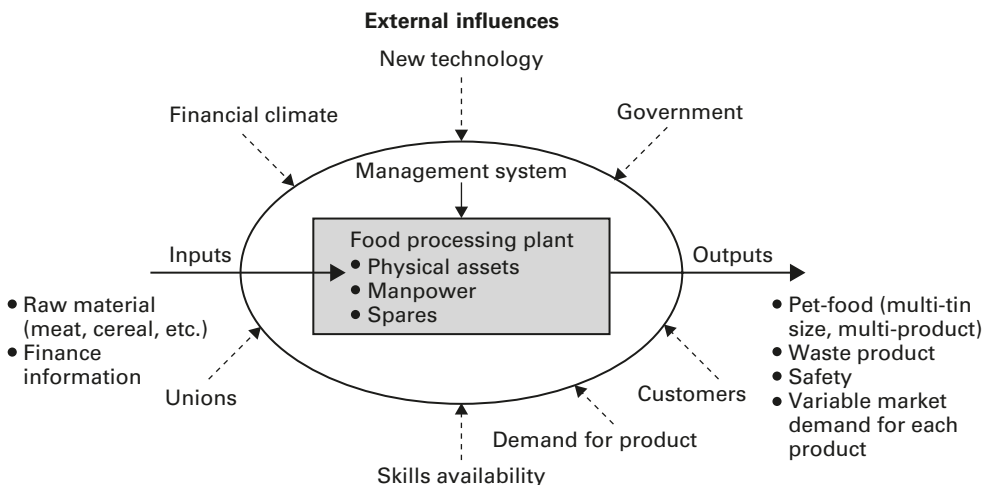 External influences
New technology
Financial climate
Government
Management system
Food processing plant
• Physical assets
• Manpower
• Spares
Inputs
Outputs
• Raw material
(meat, cereal, etc.)
• Finance
information
• Pet-food (multi-tin
size, multi-product)
• Waste product
• Safety
• Variable market
demand for each
product
Unions
Customers
Demand for product
Skills availability